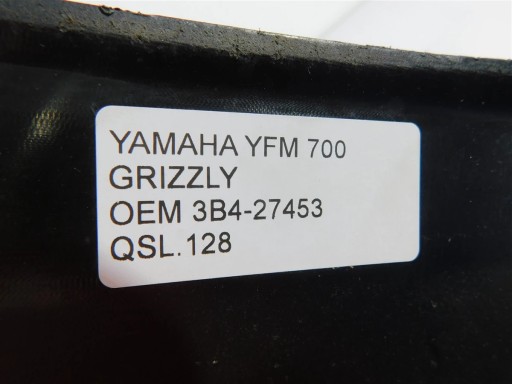 YAMAHA YFM 700
GRIZZLY
OEM 3B4-27453
QSL.128